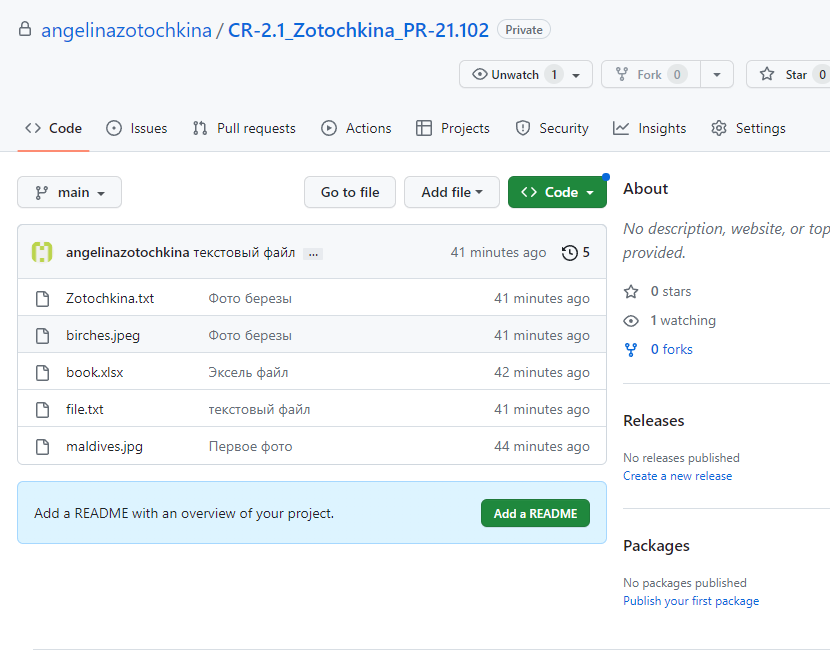 angelinazotochkina / CR-2.1_Zotochkina_PR-21.102 Private
Unwatch 1 Fork 0 Star 0
Code Issues Pull requests Actions Projects Security Insights Settings
main Go to file Add file Code
angelinazotochkina текстовый файл ... 41 minutes ago 5
Zotochkina.txt Фото березы 41 minutes ago
birches.jpeg Фото березы 41 minutes ago
book.xlsx Эксель файл 42 minutes ago
file.txt текстовый файл 41 minutes ago
maldives.jpg Первое фото 44 minutes ago
Add a README with an overview of your project. Add a README
About
No description, website, or top
provided.
0 stars
1 watching
0 forks
Releases
No releases published
Create a new release
Packages
No packages published
Publish your first package